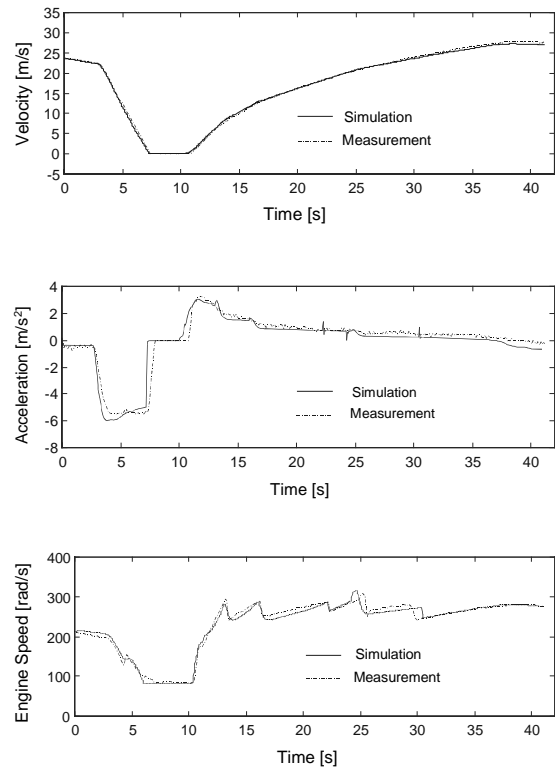 35
30
25
20
15
10
5
0
-5
Velocity [m/s]
Simulation
Measurement
0 5 10 15 20 25 30 35 40
Time [s]
4
2
0
-2
-4
-6
-8
Acceleration [m/s²]
Simulation
Measurement
0 5 10 15 20 25 30 35 40
Time [s]
400
300
200
100
0
Engine Speed [rad/s]
Simulation
Measurement
0 5 10 15 20 25 30 35 40
Time [s]